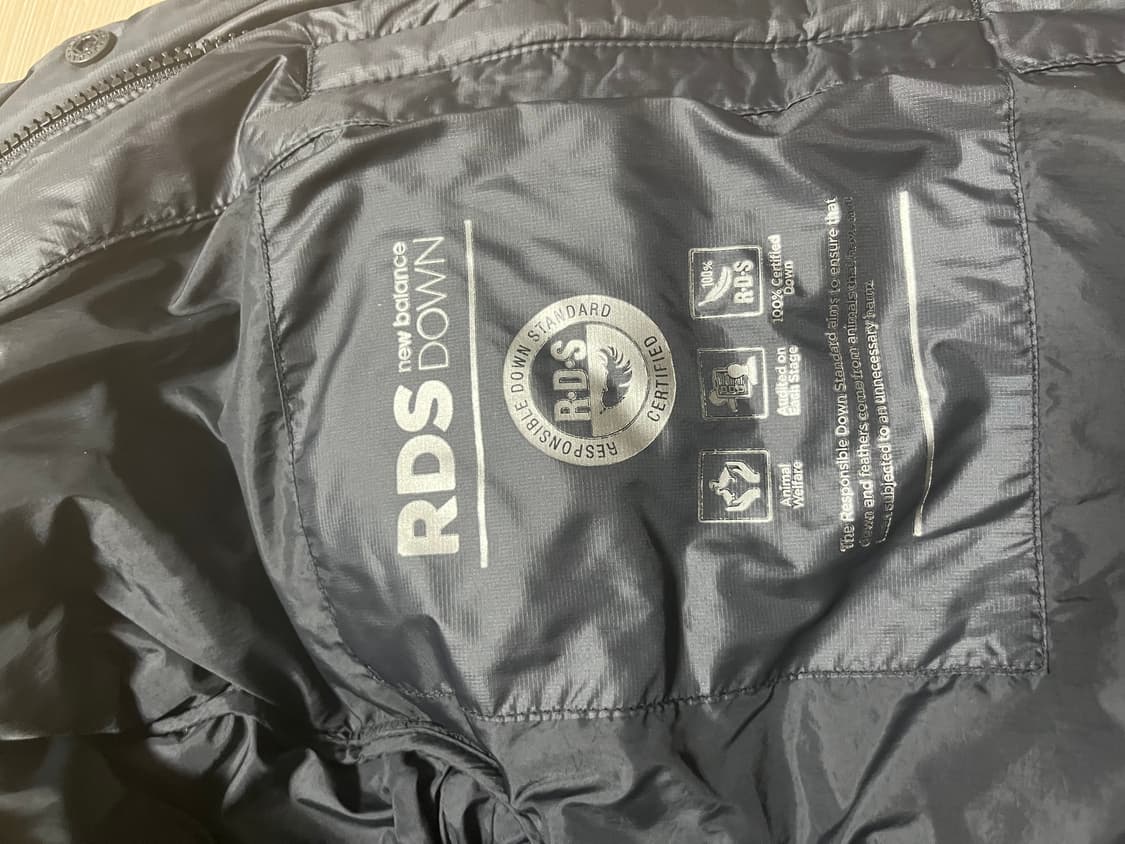 RDS new balance
DOWN
RESPONSIBLE DOWN STANDARD
R·D·S
CERTIFIED
Animal
Welfare
Audited on
Each Stage
100%
R·D·S
100% Certified
Down
The Responsible Down Standard aims to ensure that
down and feathers come from animals that have not
been subjected to an unnecessary harm.